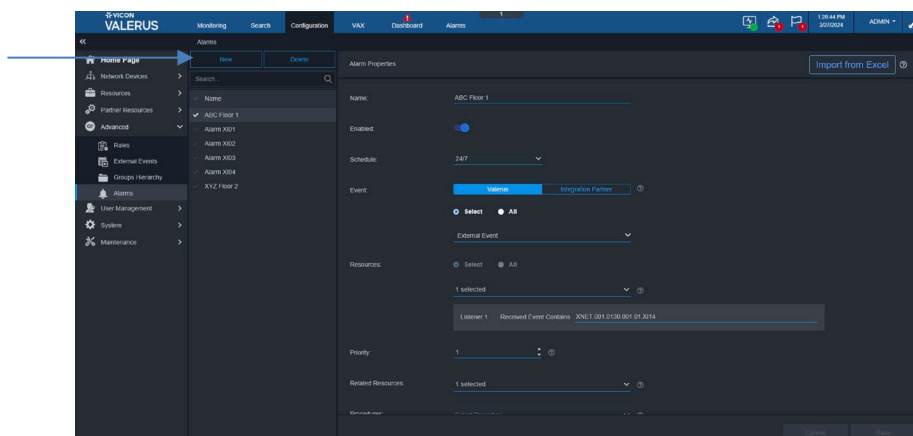 VICON
VALERUS
Monitoring Search Configuration VAX Dashboard Alarms
1
1:20:44 PM
3/27/2024
ADMIN
Alarms
Home Page
Network Devices
Resources
Partner Resources
Advanced
Rules
External Events
Groups Hierarchy
Alarms
User Management
System
Maintenance
New Delete
Search...
Name
ABC Floor 1
Alarm XI01
Alarm XI02
Alarm XI03
Alarm XI04
XYZ Floor 2
Alarm Properties
Import from Excel
Name: ABC Floor 1
Enabled:
Schedule: 24/7
Event: Valerus Integration Partner
Select All
External Event
Resources: Select All
1 selected
Listener 1 Received Event Contains XNET.001.0130.001.01.XI014
Priority: 1
Related Resources: 1 selected
Procedures: Select Procedure
Cancel Save